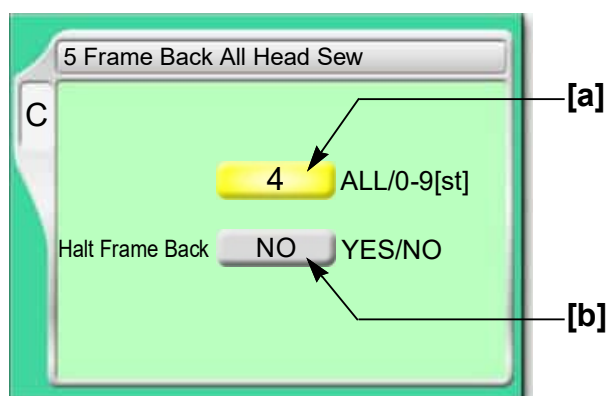 5 Frame Back All Head Sew
C
[a]
4 ALL/0-9[st]
Halt Frame Back NO YES/NO
[b]